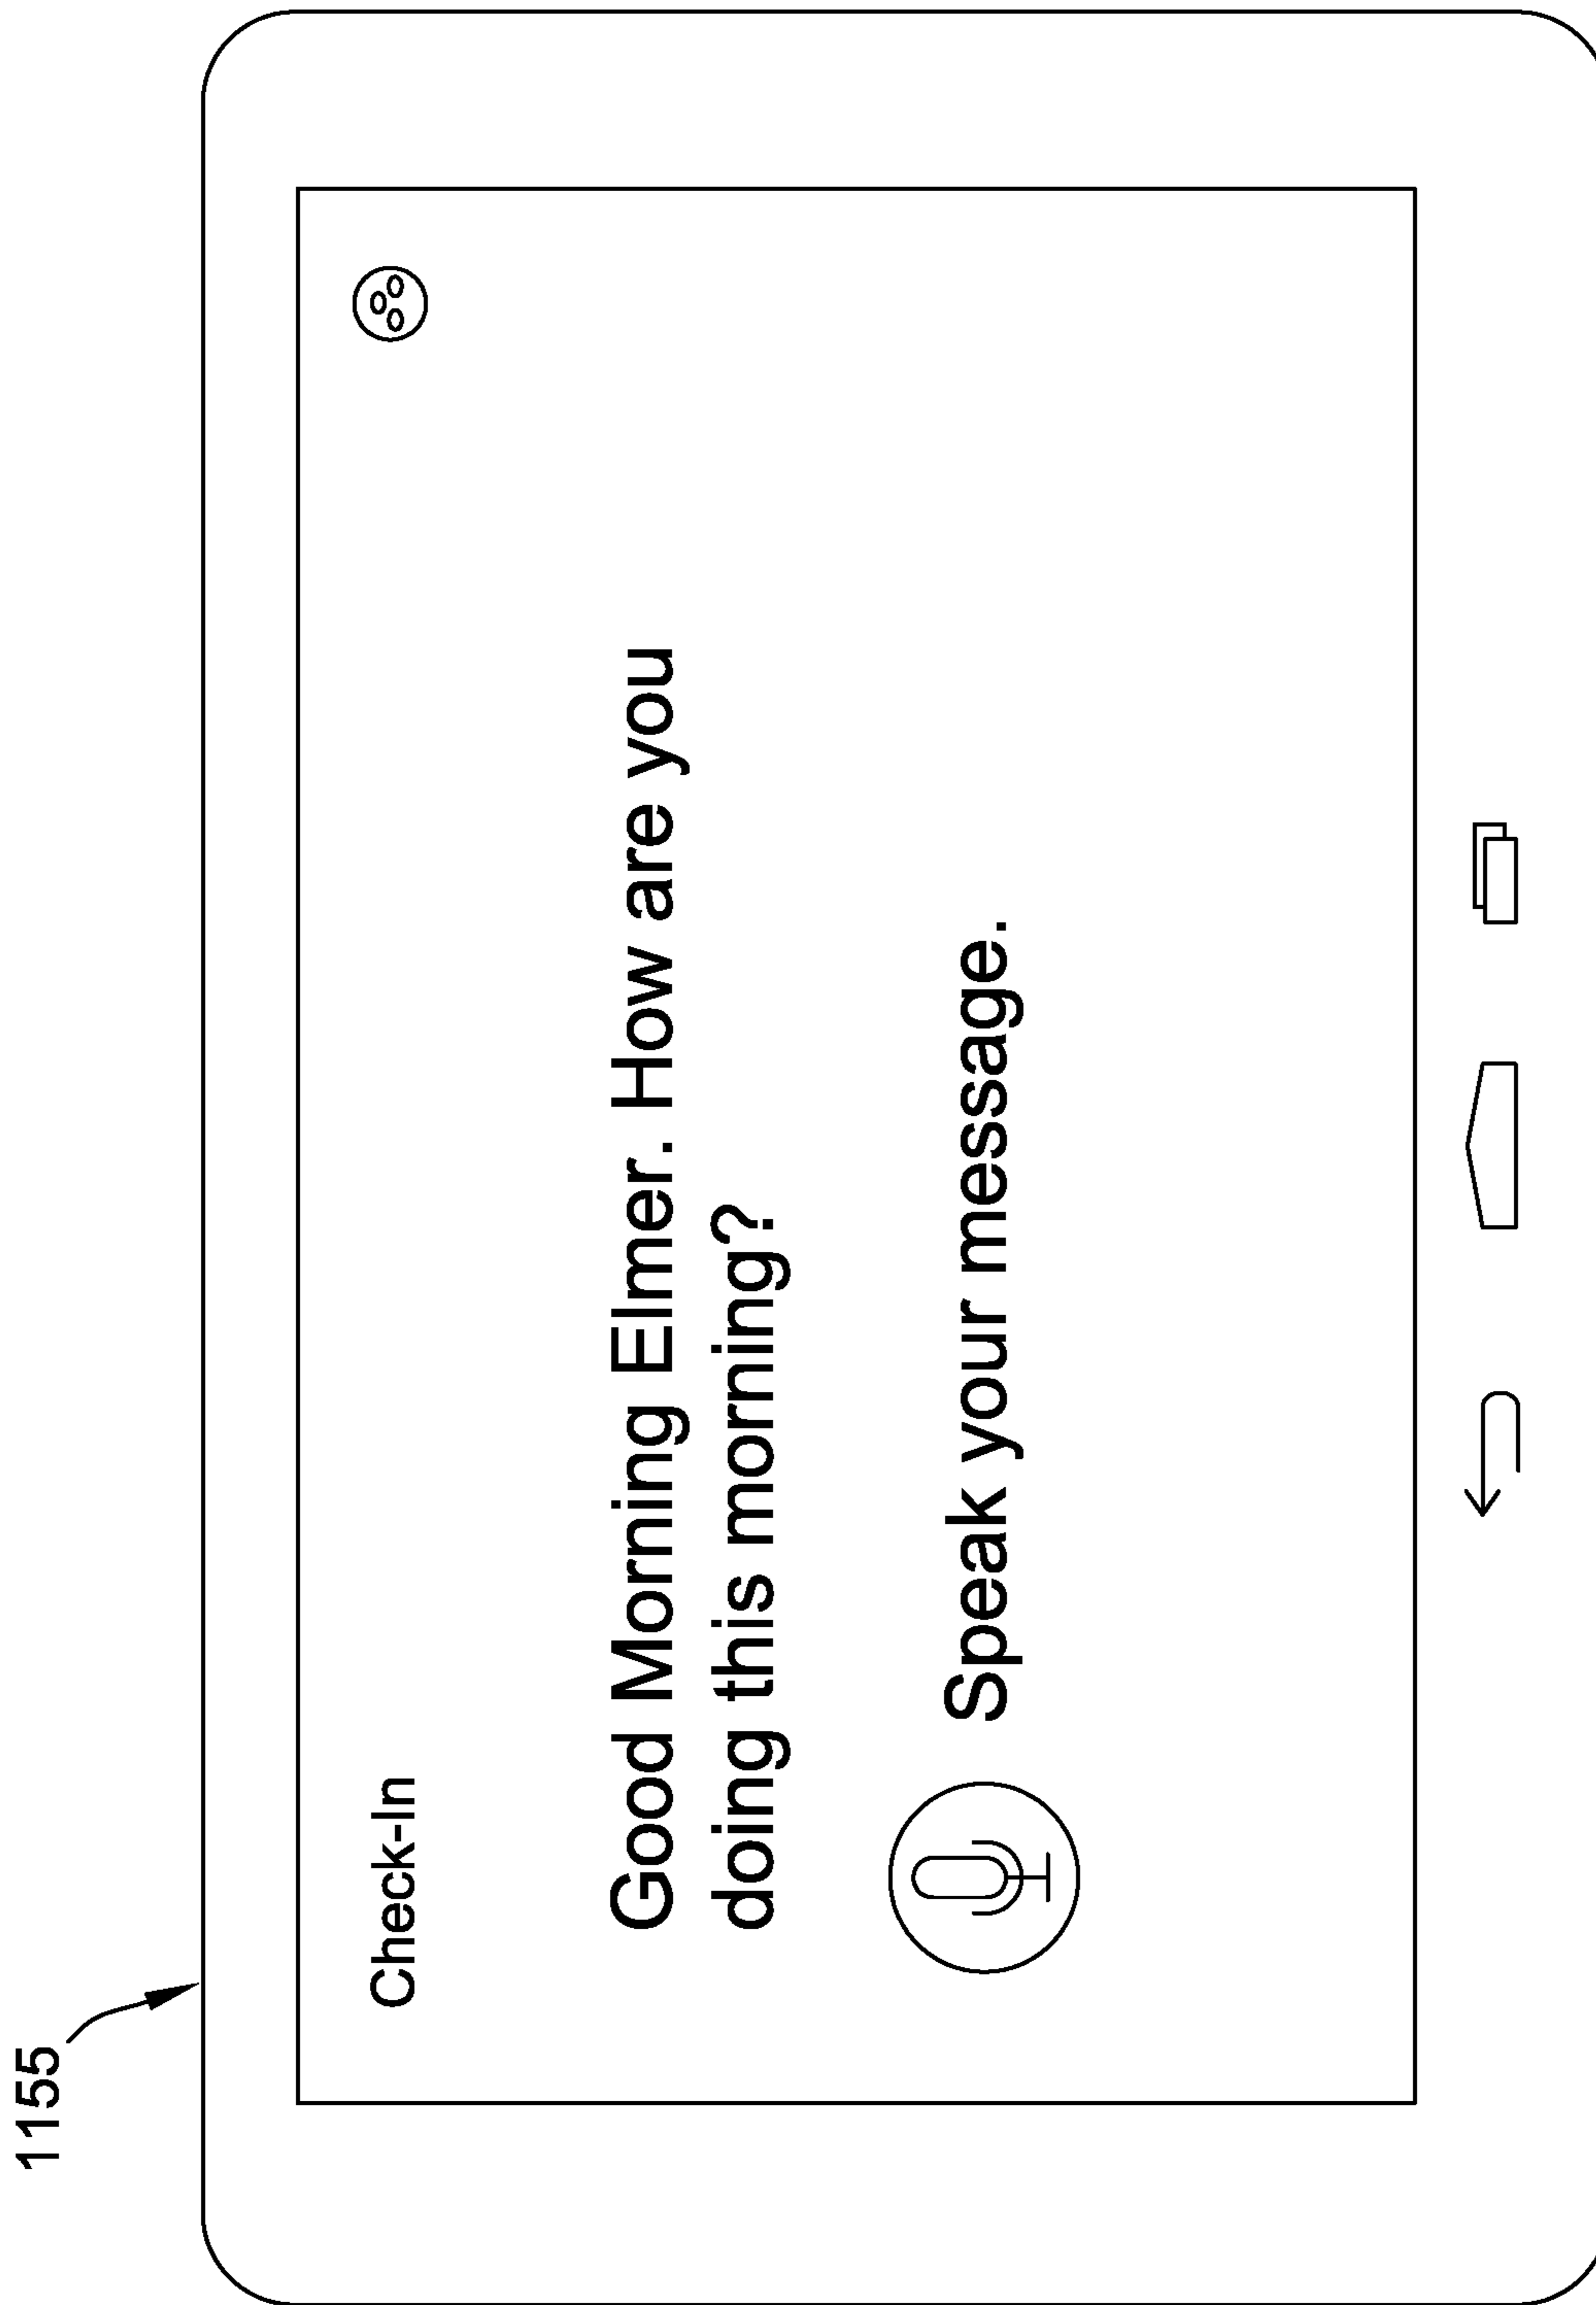 1155
Check-In
Good Morning Elmer. How are you
doing this morning?
Speak your message.